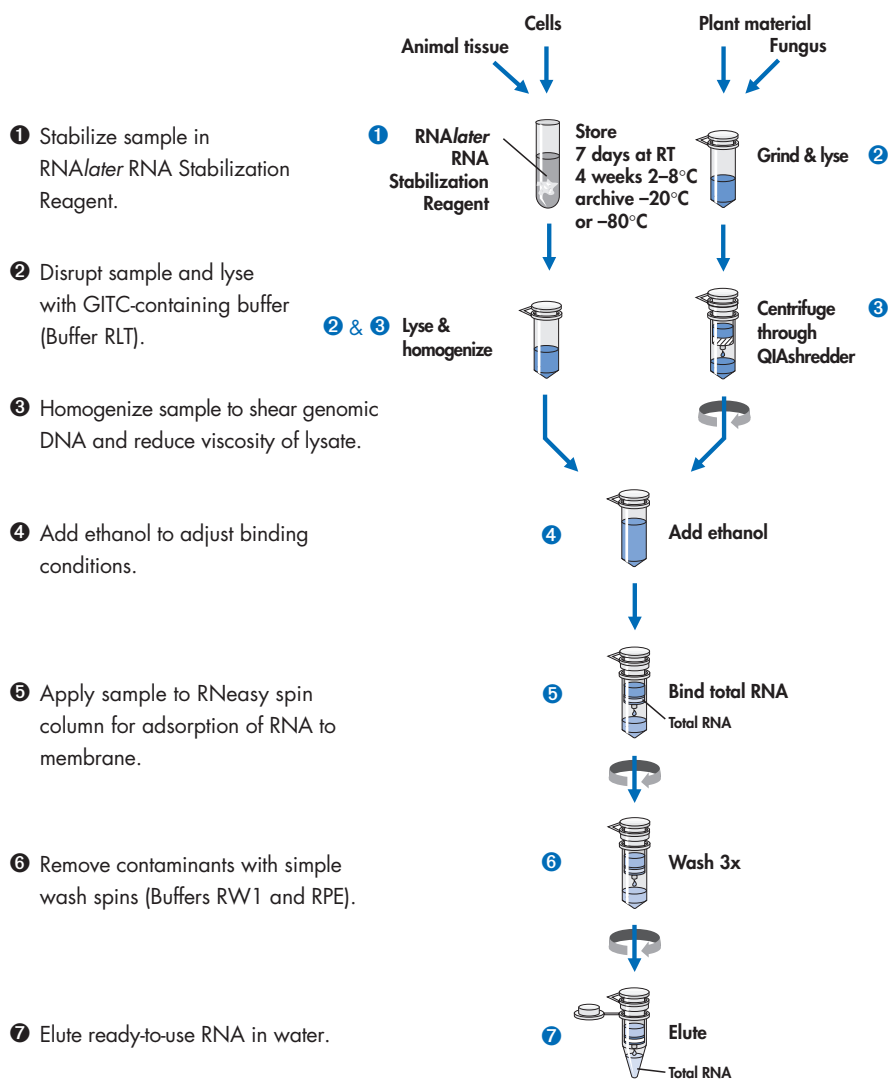 Cells
Plant material
Animal tissue
Fungus
❶ Stabilize sample in
RNAlater RNA Stabilization
Reagent.
❶ RNAlater
RNA
Stabilization
Reagent
Store
7 days at RT
4 weeks 2–8°C
archive –20°C
or –80°C
Grind & lyse ❷
❷ Disrupt sample and lyse
with GITC-containing buffer
(Buffer RLT).
❷ & ❸ Lyse &
homogenize
Centrifuge ❸
through
QIAshredder
❸ Homogenize sample to shear genomic
DNA and reduce viscosity of lysate.
❹ Add ethanol to adjust binding
conditions.
❹ Add ethanol
❺ Apply sample to RNeasy spin
column for adsorption of RNA to
membrane.
❺ Bind total RNA
Total RNA
❻ Remove contaminants with simple
wash spins (Buffers RW1 and RPE).
❻ Wash 3x
❼ Elute ready-to-use RNA in water.
❼ Elute
Total RNA